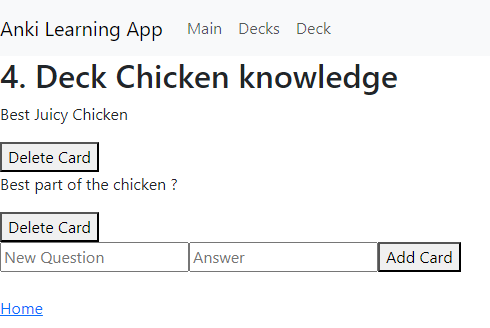 Anki Learning App Main Decks Deck
4. Deck Chicken knowledge
Best Juicy Chicken
Delete Card
Best part of the chicken ?
Delete Card
New Question Answer Add Card
Home